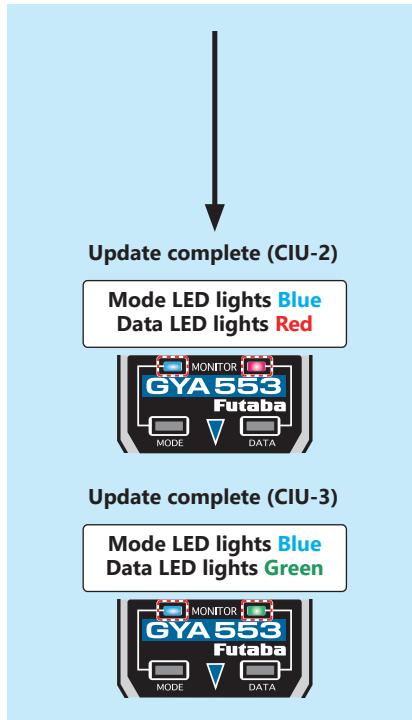 Update complete (CIU-2)
Mode LED lights Blue
Data LED lights Red
MONITOR
GYA553
Futaba
MODE DATA
Update complete (CIU-3)
Mode LED lights Blue
Data LED lights Green
MONITOR
GYA553
Futaba
MODE DATA